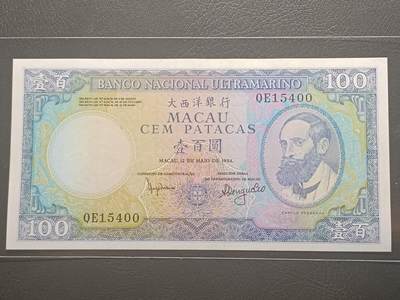 壹百 BANCO NACIONAL ULTRAMARINO 100
大西洋銀行
QE15400
MACAU
CEM PATACAS
壹百圓
MACAU, 12 DE MAIO DE 1984
QE15400
100 壹百